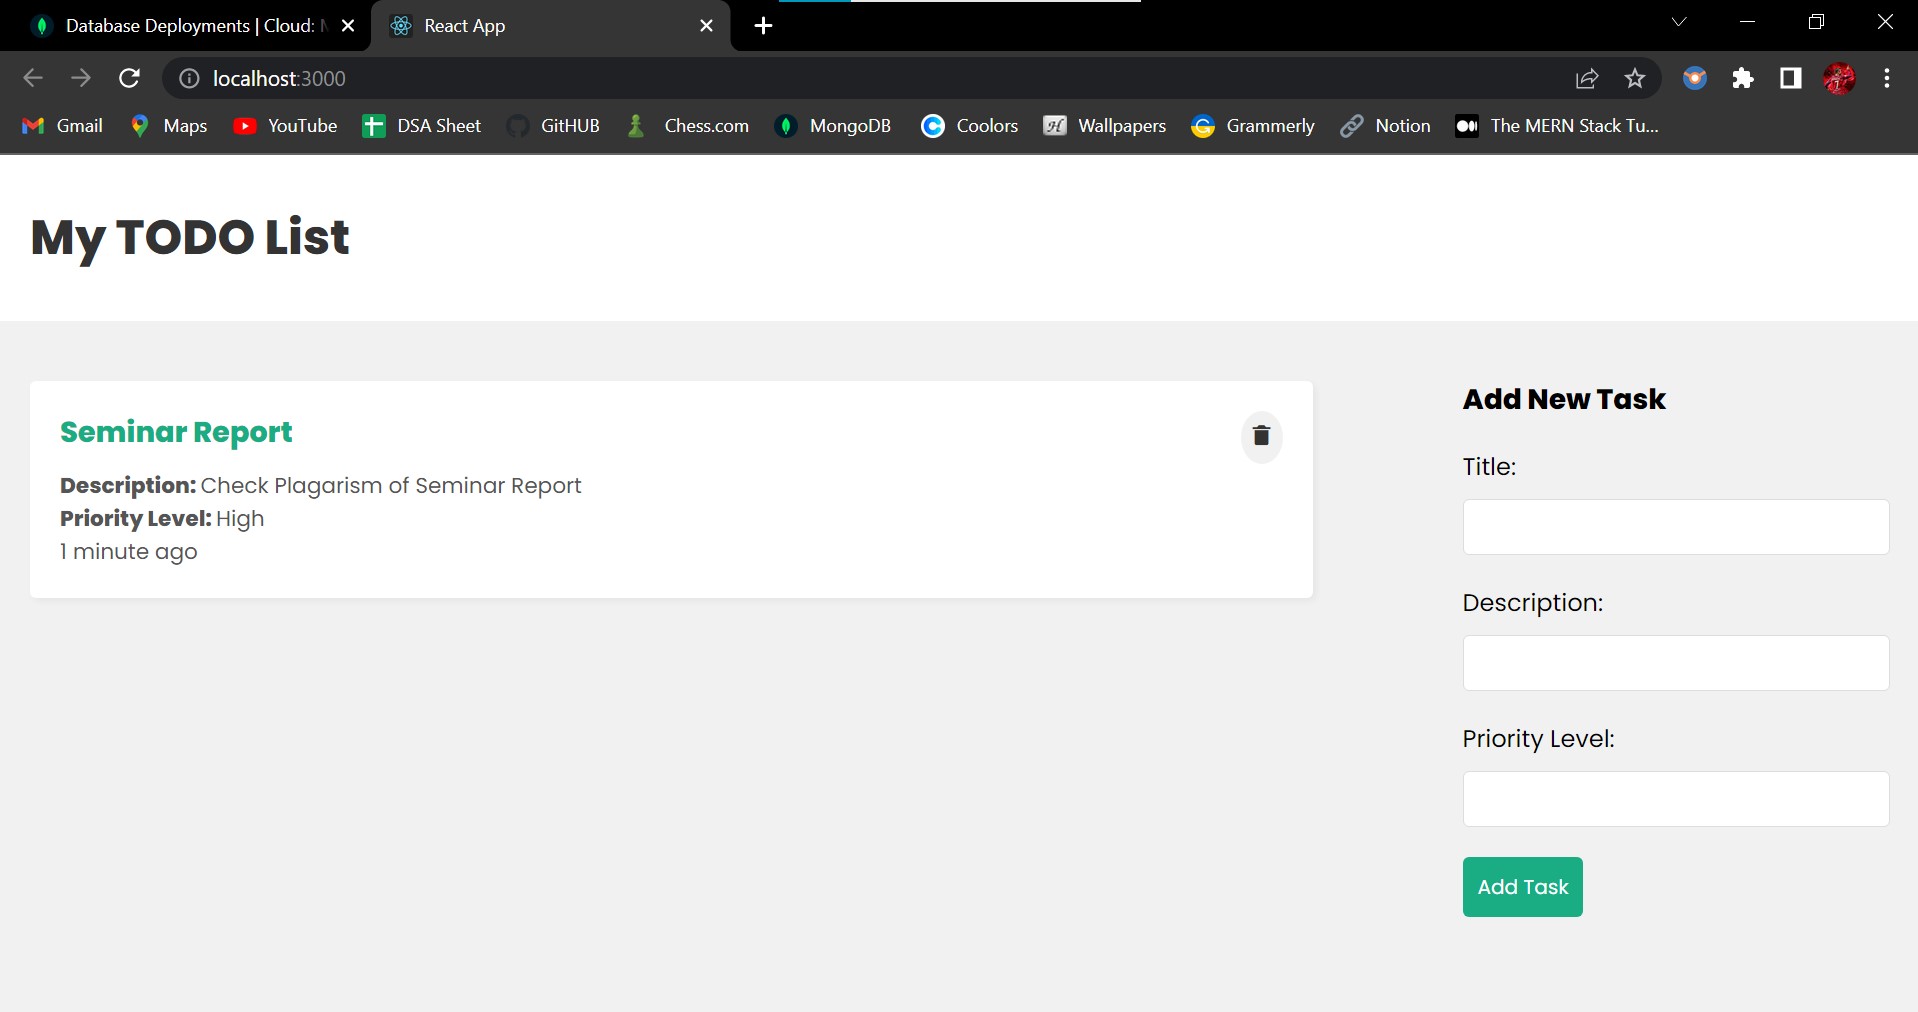 Database Deployments | Cloud:
React App
localhost:3000
Gmail
Maps
YouTube
DSA Sheet
GitHUB
Chess.com
MongoDB
Coolors
Wallpapers
Grammerly
Notion
The MERN Stack Tu...
My TODO List
Seminar Report
Description: Check Plagarism of Seminar Report
Priority Level: High
1 minute ago
Add New Task
Title:
Description:
Priority Level:
Add Task